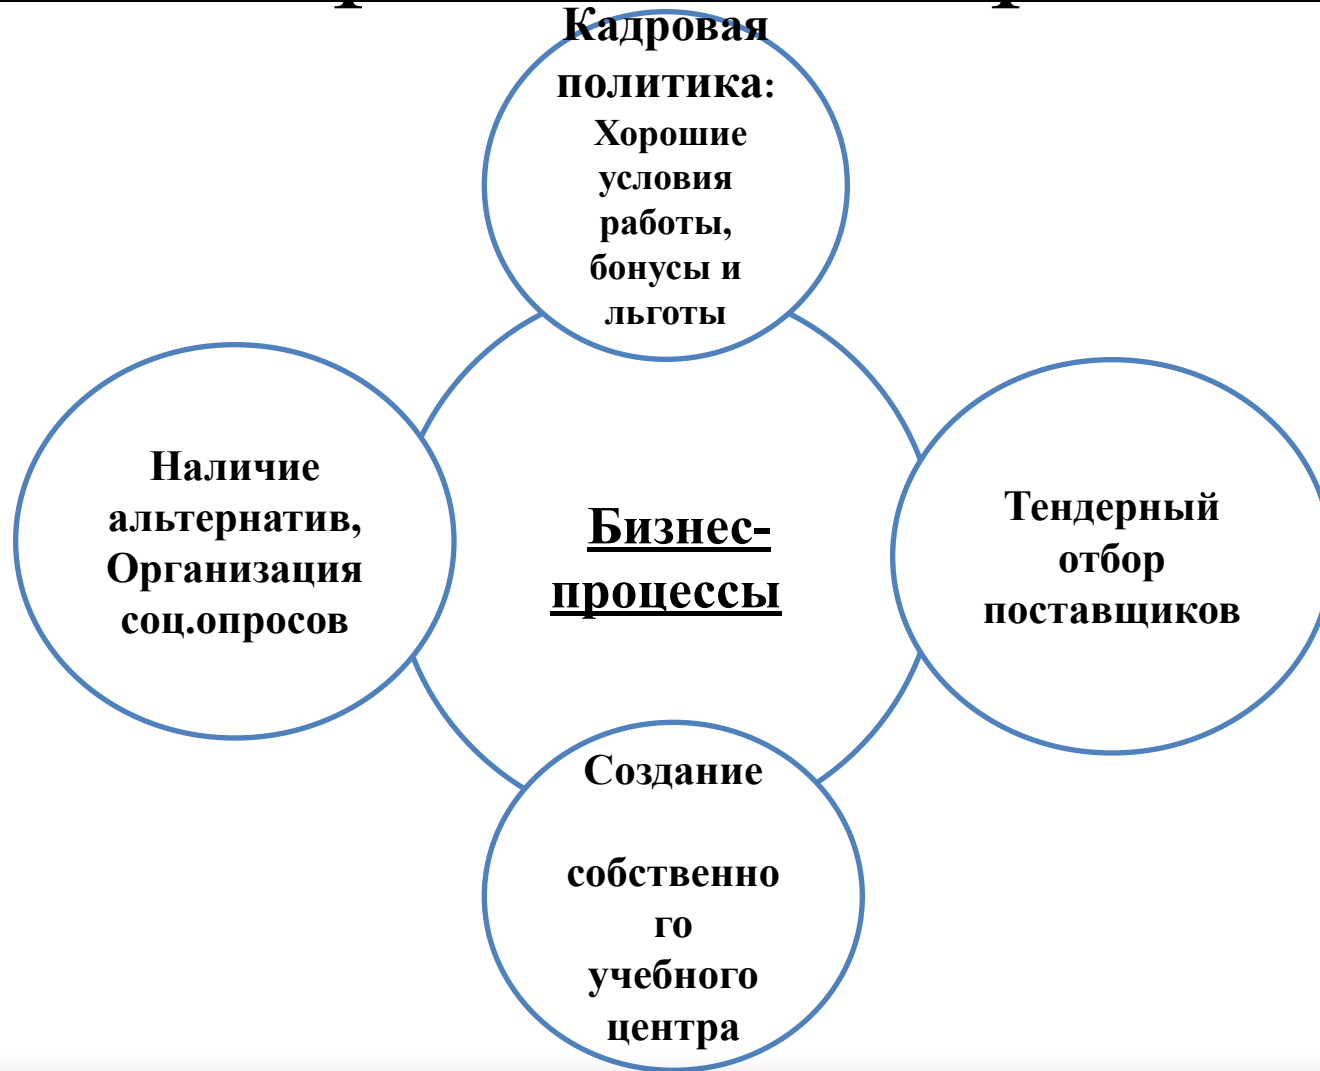 Кадровая
политика:
Хорошие
условия
работы,
бонусы и
льготы
Наличие
альтернатив,
Организация
соц.опросов
Бизнес-
процессы
Тендерный
отбор
поставщиков
Создание
собственно
го
учебного
центра